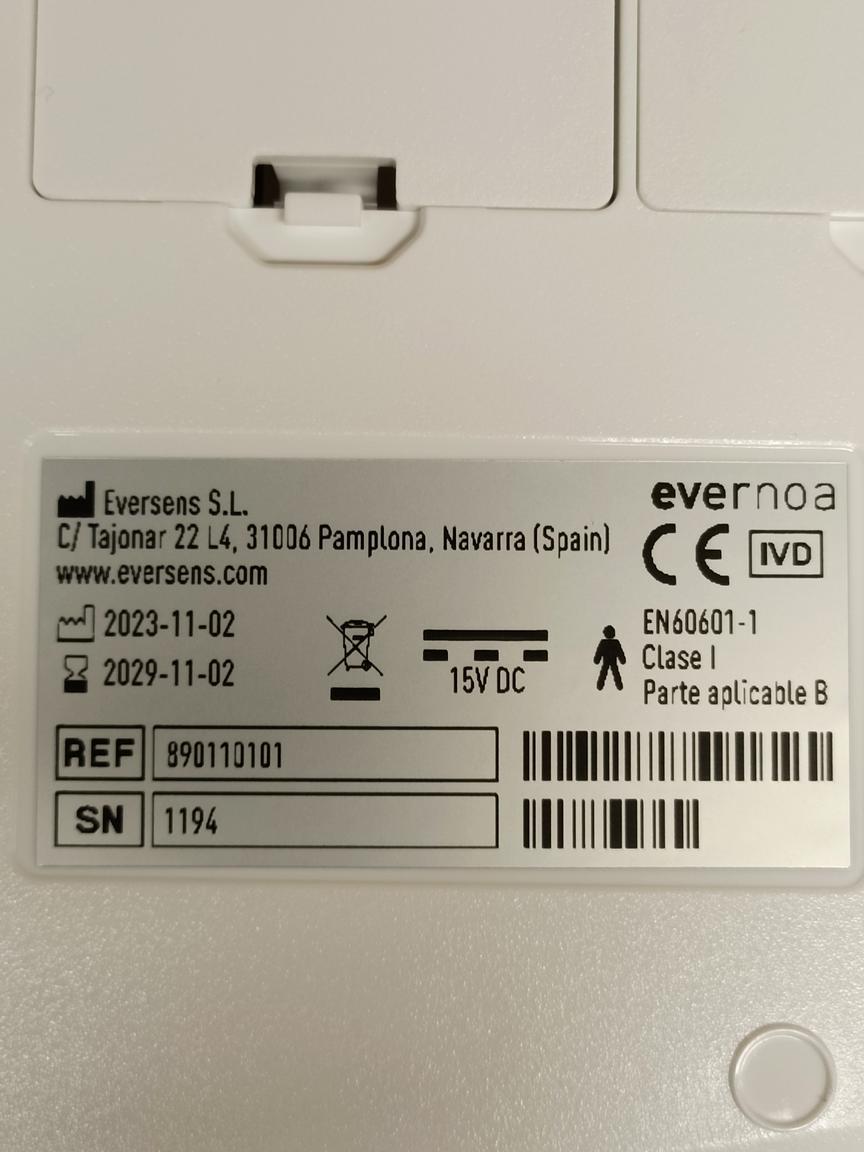 Eversens S.L.
C/ Tajonar 22 L4, 31006 Pamplona, Navarra (Spain)
www.eversens.com
evernoa
CE IVD
2023-11-02
2029-11-02
15V DC
EN60601-1
Clase I
Parte aplicable B
REF 890110101
SN 1194